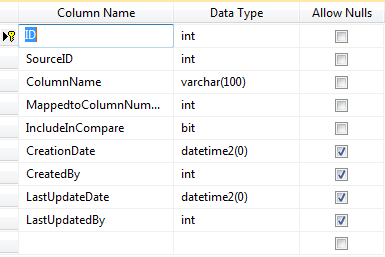 Column Name Data Type Allow Nulls
ID int
SourceID int
ColumnName varchar(100)
MappedtoColumnNum... int
IncludeInCompare bit
CreationDate datetime2(0)
CreatedBy int
LastUpdateDate datetime2(0)
LastUpdatedBy int